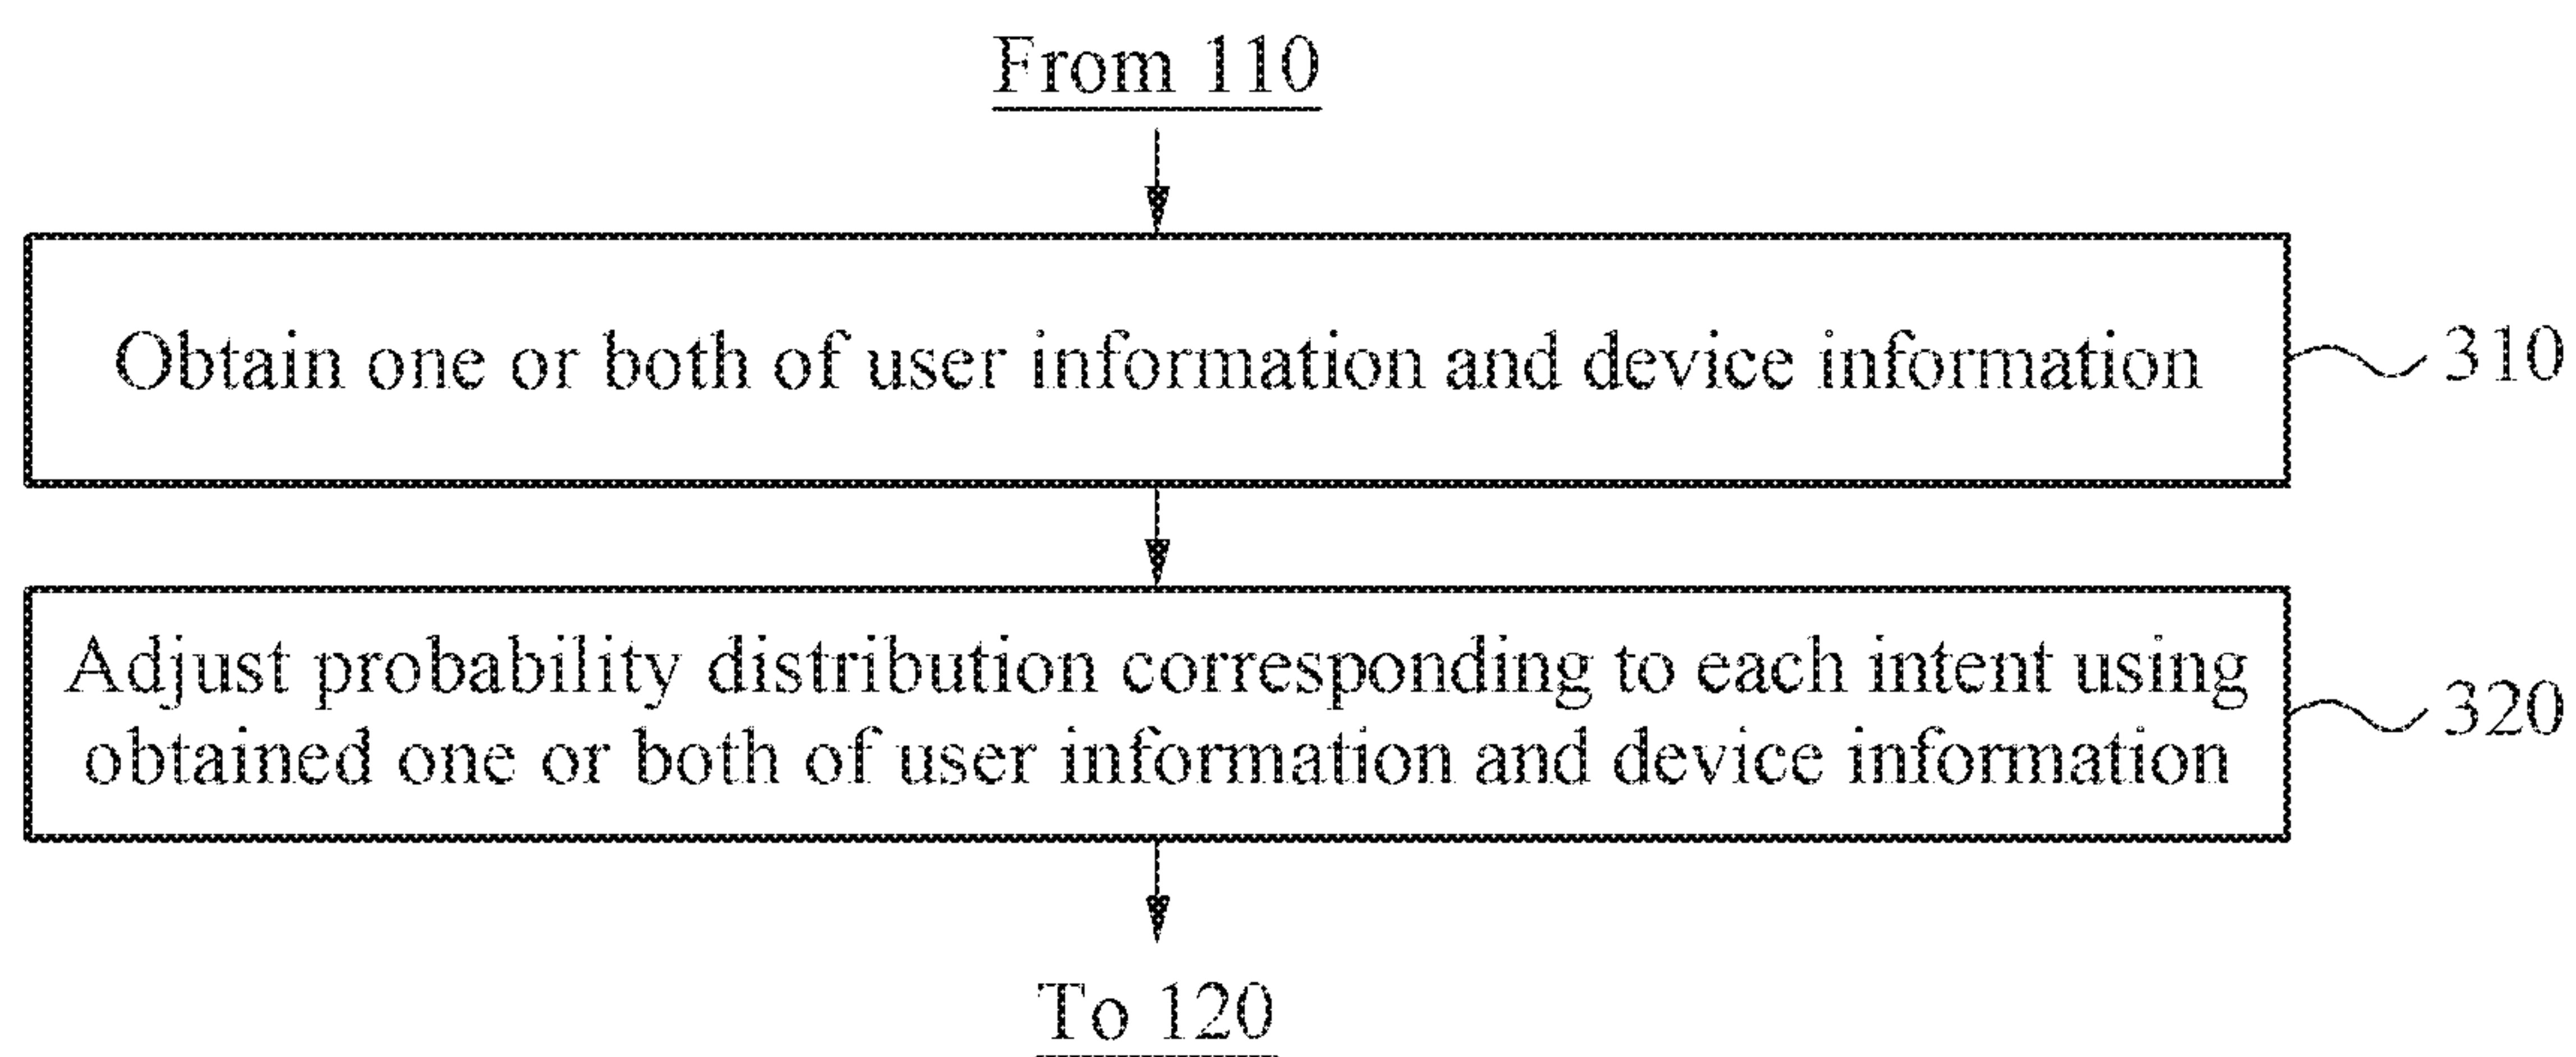 From 110
Obtain one or both of user information and device information
310
Adjust probability distribution corresponding to each intent using
obtained one or both of user information and device information
320
To 120